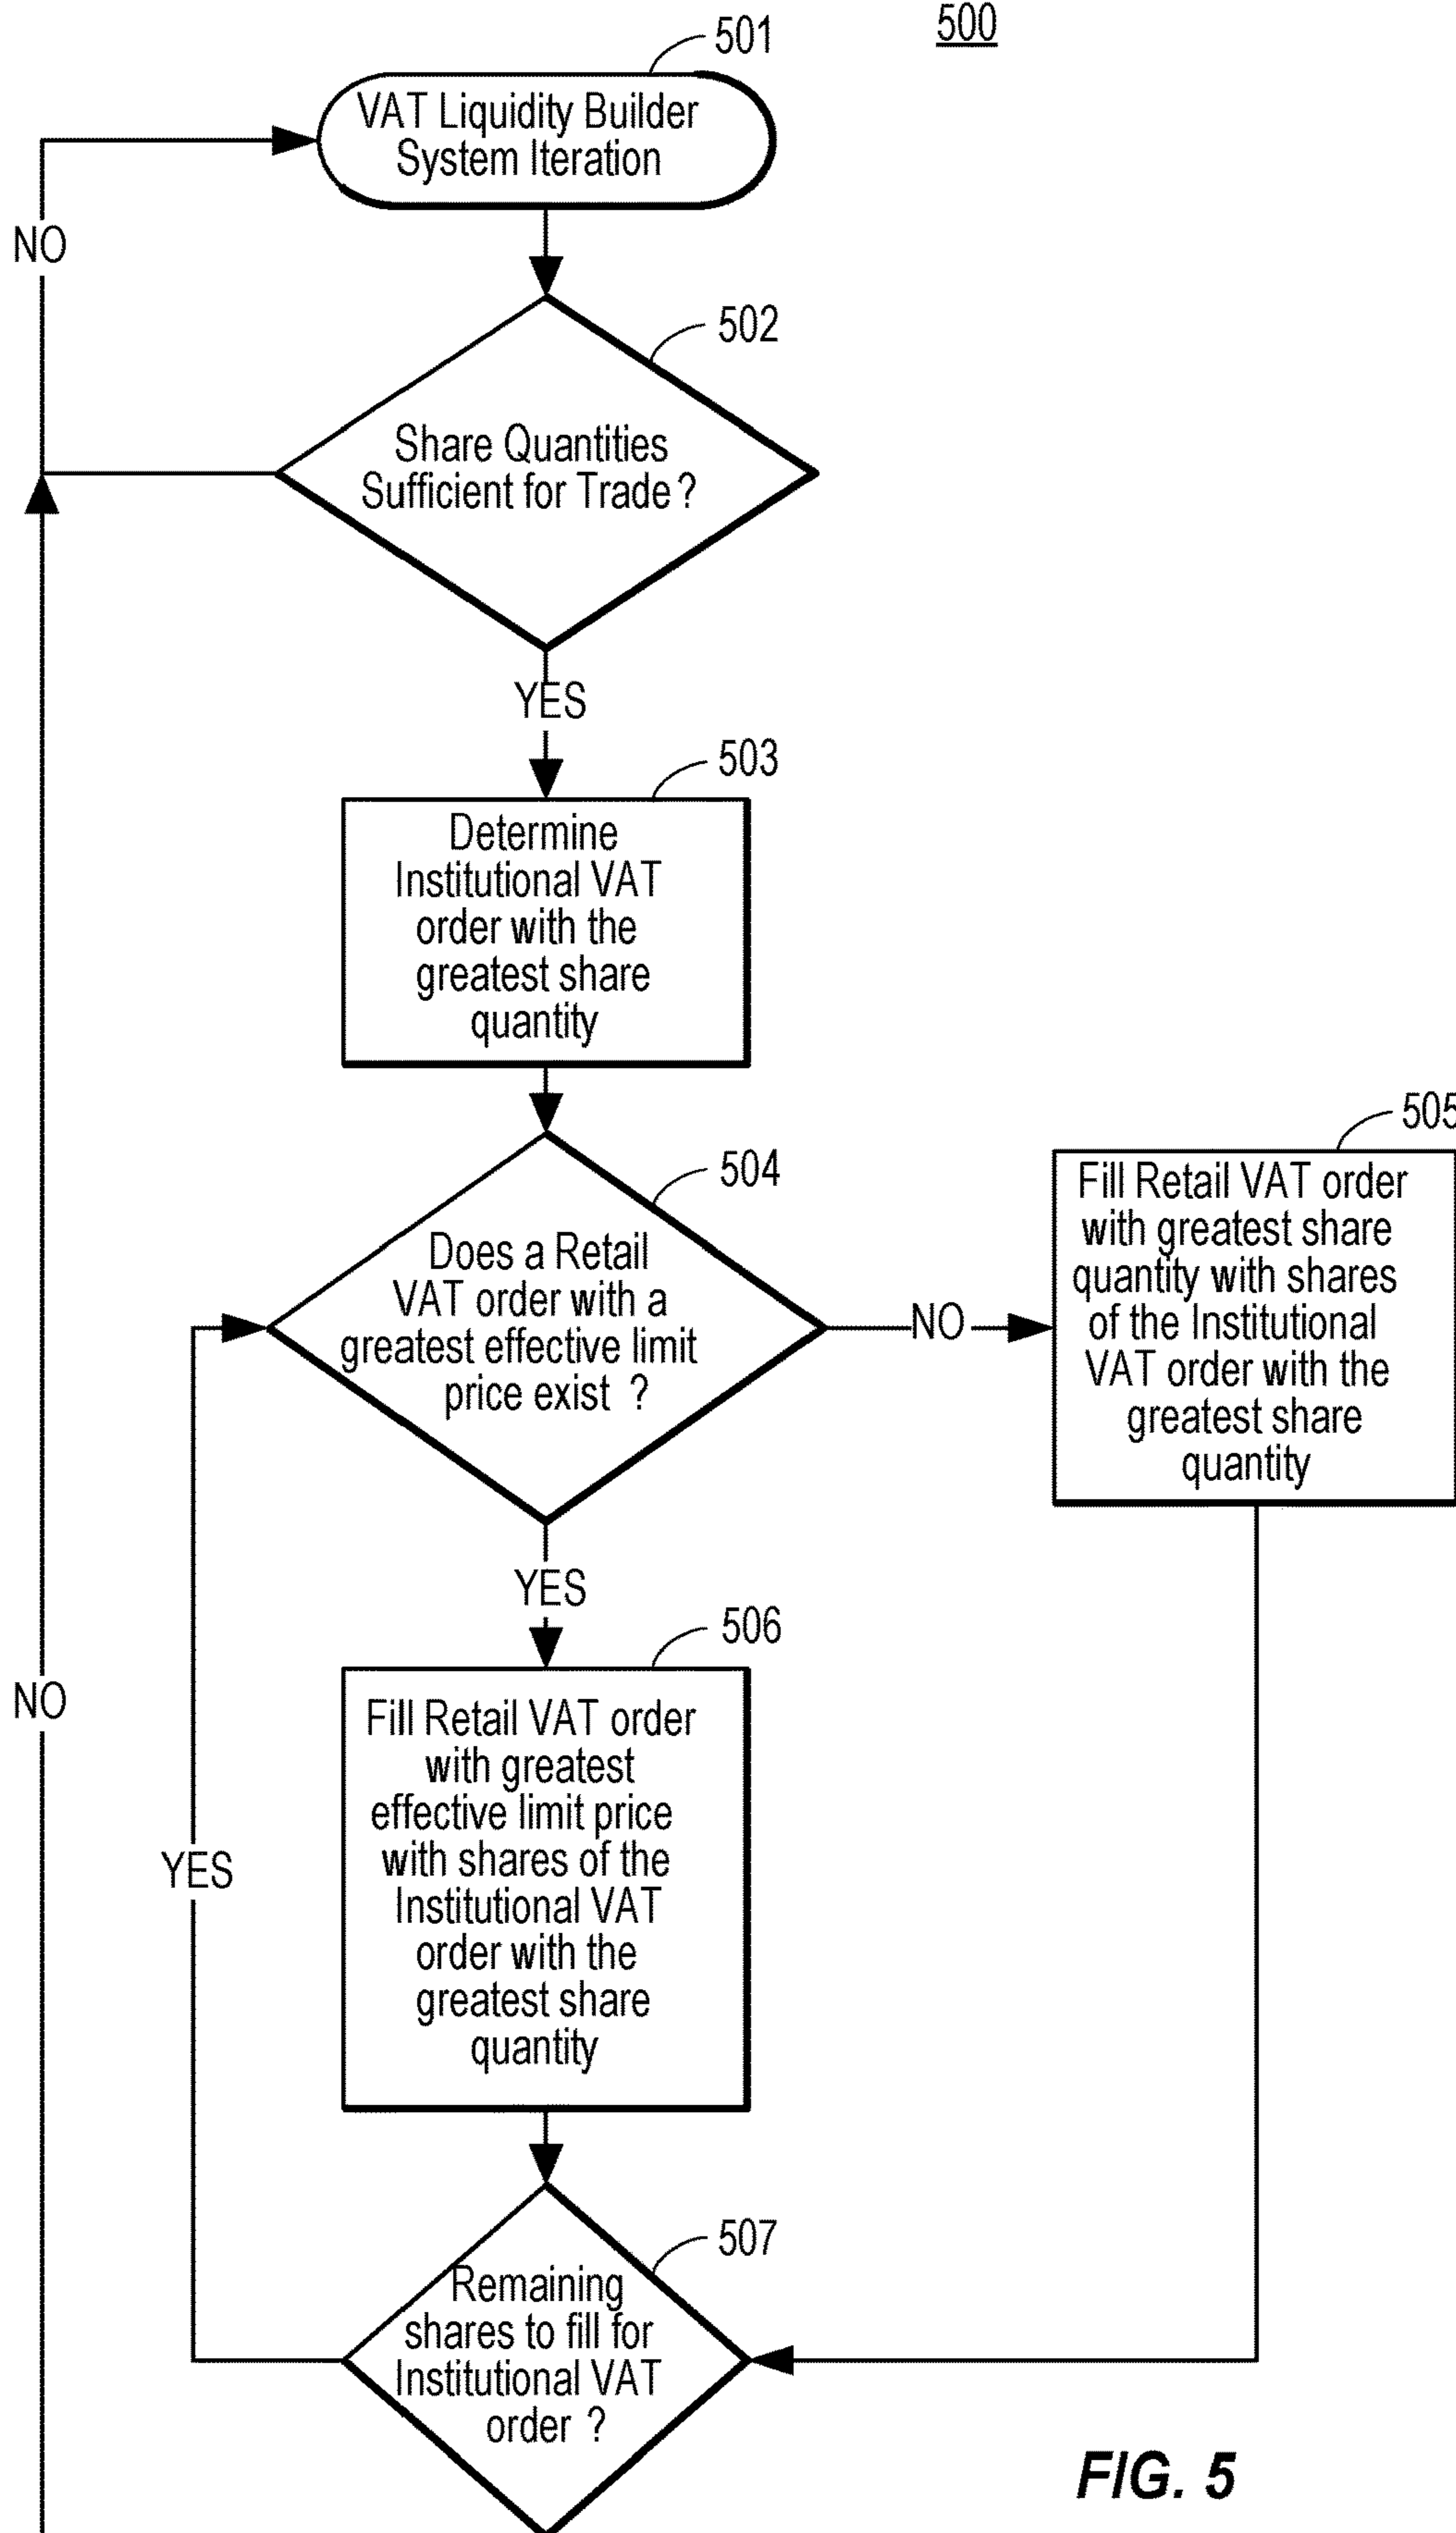 500
501
VAT Liquidity Builder
System Iteration
NO
502
Share Quantities
Sufficient for Trade ?
YES
503
Determine
Institutional VAT
order with the
greatest share
quantity
504
Does a Retail
VAT order with a
greatest effective limit
price exist ?
NO
505
Fill Retail VAT order
with greatest share
quantity with shares
of the Institutional
VAT order with the
greatest share
quantity
YES
506
Fill Retail VAT order
with greatest
effective limit price
with shares of the
Institutional VAT
order with the
greatest share
quantity
NO
YES
507
Remaining
shares to fill for
Institutional VAT
order ?
FIG. 5